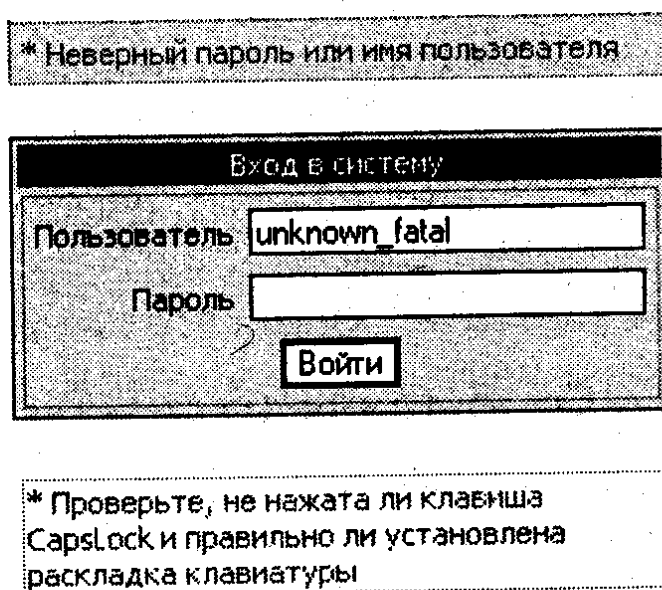 * Неверный пароль или имя пользователя
Вход в систему
Пользователь unknown_fatal
Пароль
Войти
* Проверьте, не нажата ли клавиша
CapsLock и правильно ли установлена
раскладка клавиатуры